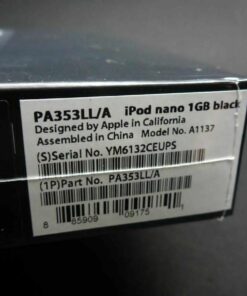 PA353LL/A iPod nano 1GB black
Designed by Apple in California
Assembled in China Model No. A1137
(S)Serial No. YM6132CEUPS
(1P)Part No. PA353LL/A
8 85909 09175 1